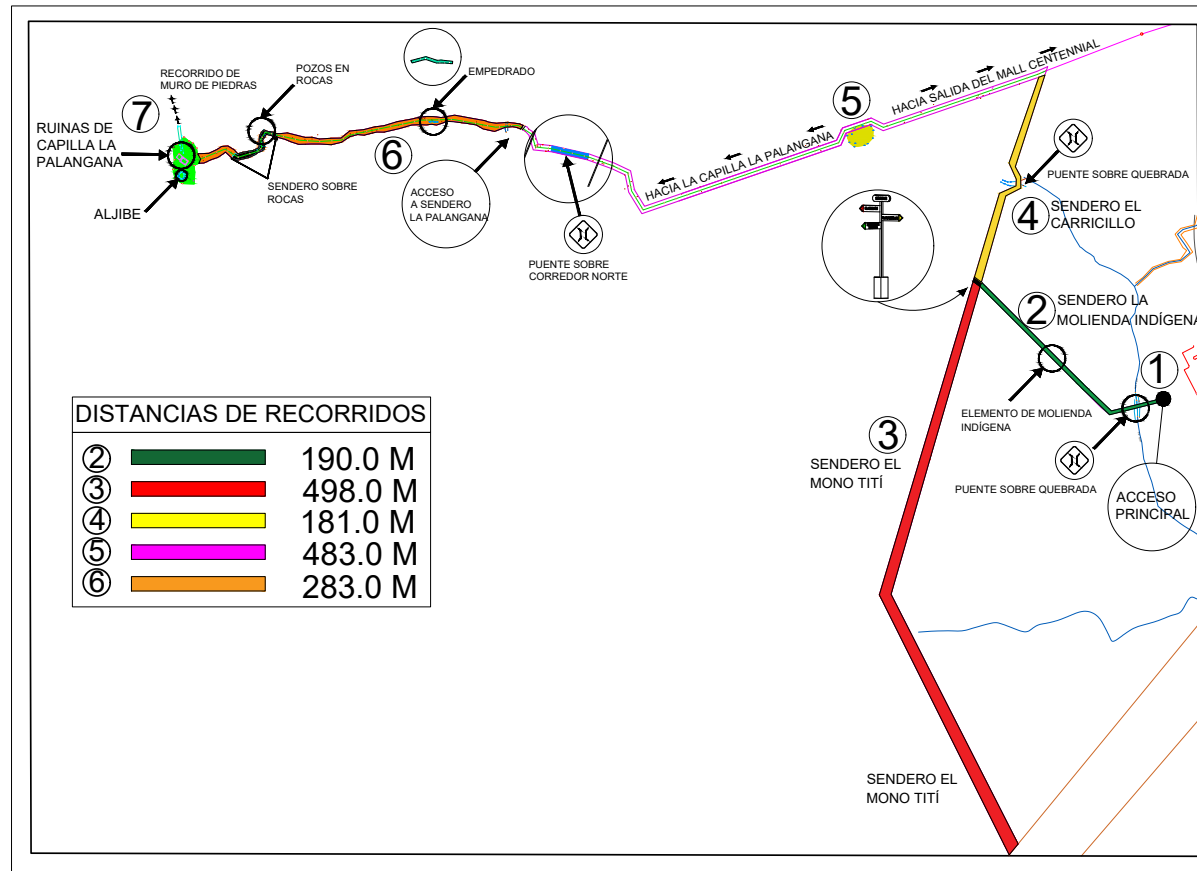 RECORRIDO DE
MURO DE PIEDRAS
POZOS EN
ROCAS
EMPEDRADO
7
RUINAS DE
CAPILLA LA
PALANGANA
ALJIBE
SENDERO SOBRE
ROCAS
6
ACCESO
A SENDERO
LA PALANGANA
PUENTE SOBRE
CORREDOR NORTE
HACIA LA CAPILLA LA PALANGANA
5
HACIA SALIDA DEL MALL CENTENNIAL
PUENTE SOBRE QUEBRADA
4
SENDERO EL
CARRICILLO
2
SENDERO LA
MOLIENDA INDÍGENA
1
ELEMENTO DE MOLIENDA
INDÍGENA
PUENTE SOBRE QUEBRADA
ACCESO
PRINCIPAL
3
SENDERO EL
MONO TITÍ
SENDERO EL
MONO TITÍ
DISTANCIAS DE RECORRIDOS
2 190.0 M
3 498.0 M
4 181.0 M
5 483.0 M
6 283.0 M